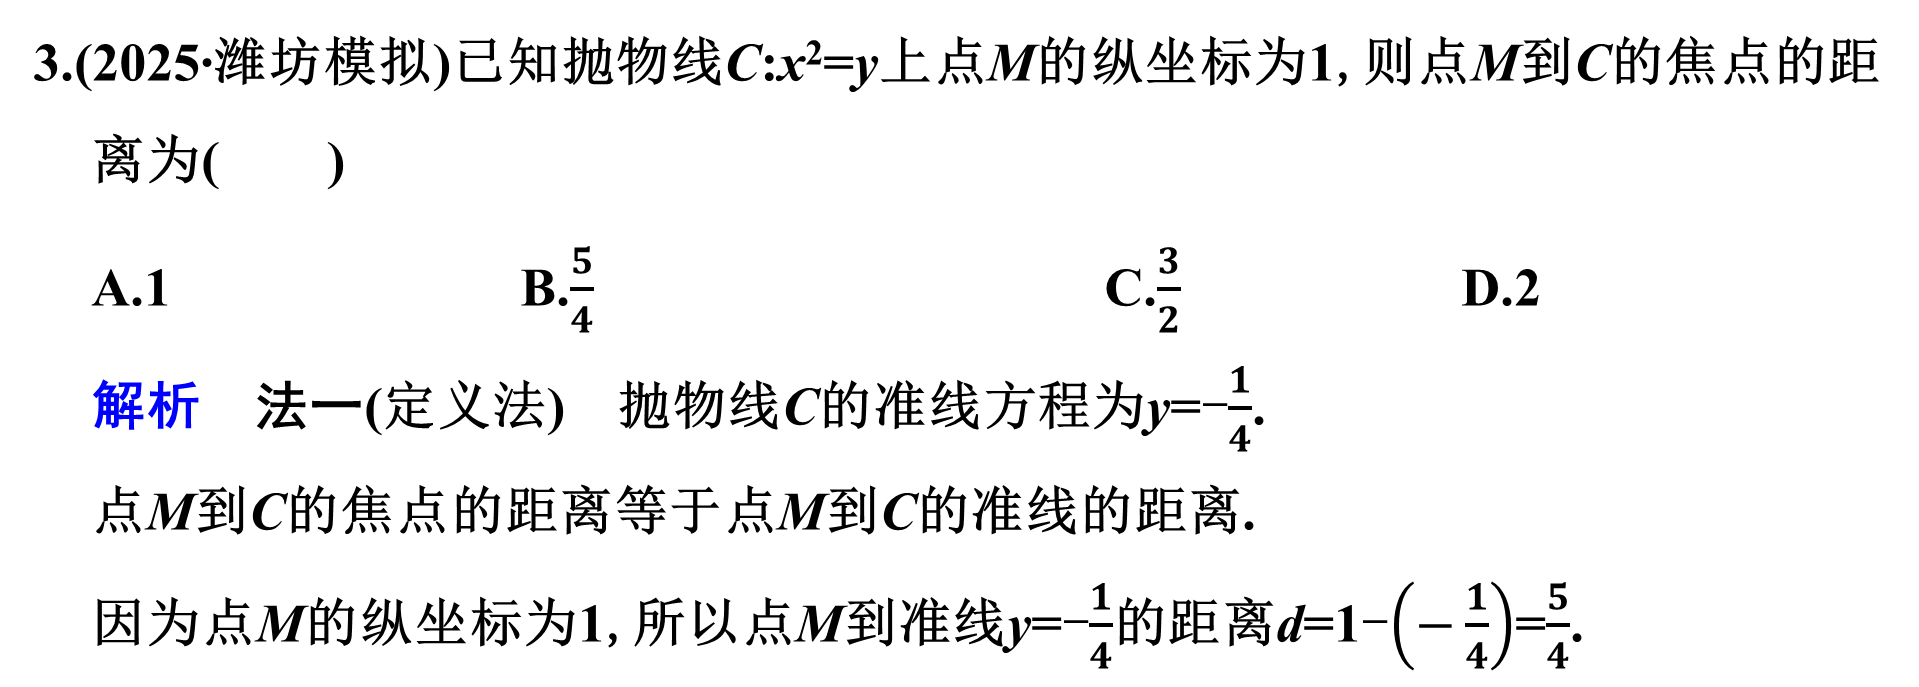 3.(2025·潍坊模拟)已知抛物线C:x²=y上点M的纵坐标为1,则点M到C的焦点的距
离为(　　)
A.1　B.5/4　C.3/2　D.2
解析　法一(定义法)　抛物线C的准线方程为y=-1/4.
点M到C的焦点的距离等于点M到C的准线的距离.
因为点M的纵坐标为1,所以点M到准线y=-1/4的距离d=1-(-1/4)=5/4.